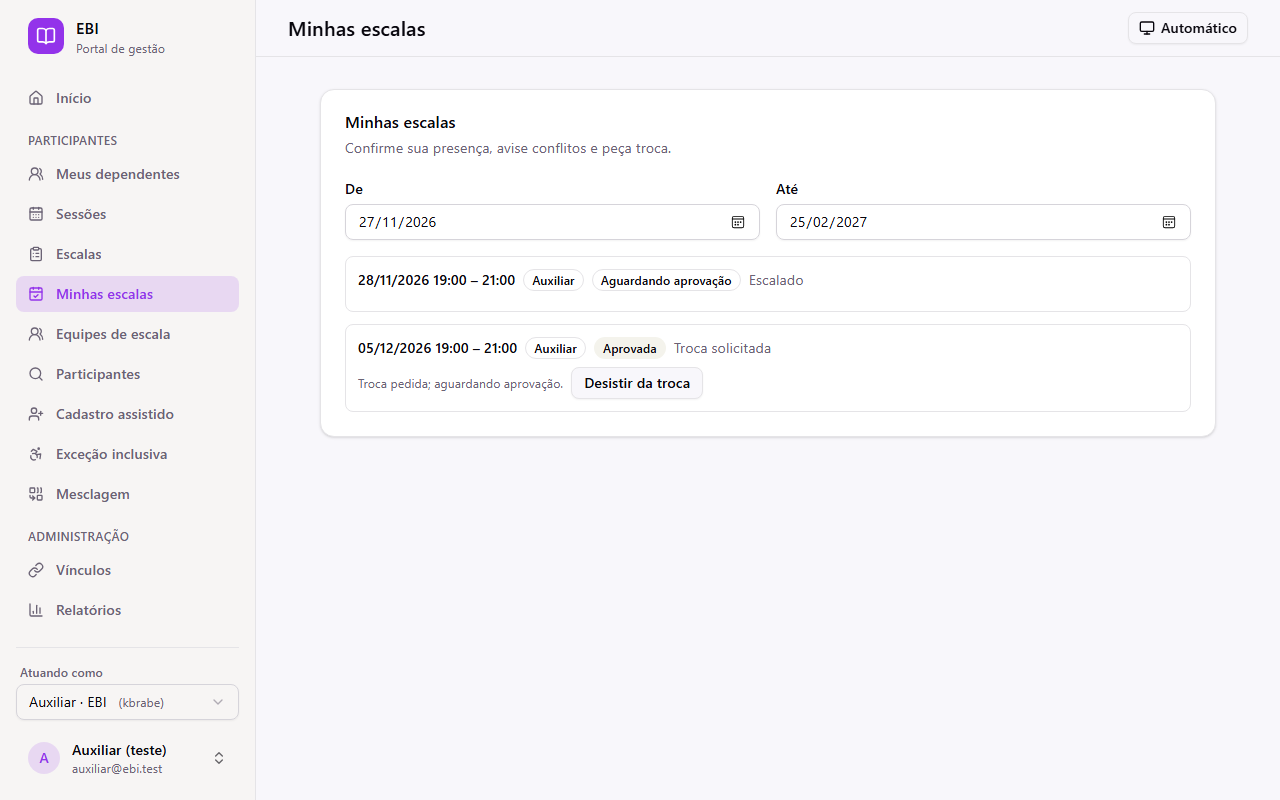 EBI
Portal de gestão
Início
PARTICIPANTES
Meus dependentes
Sessões
Escalas
Minhas escalas
Equipes de escala
Participantes
Cadastro assistido
Exceção inclusiva
Mesclagem
ADMINISTRAÇÃO
Vínculos
Relatórios
Atuando como
Auxiliar · EBI (kbrabe)
A
Auxiliar (teste)
auxiliar@ebi.test
Minhas escalas
Automático
Minhas escalas
Confirme sua presença, avise conflitos e peça troca.
De
27/11/2026
Até
25/02/2027
28/11/2026 19:00 – 21:00 Auxiliar Aguardando aprovação Escalado
05/12/2026 19:00 – 21:00 Auxiliar Aprovada Troca solicitada
Troca pedida; aguardando aprovação. Desistir da troca